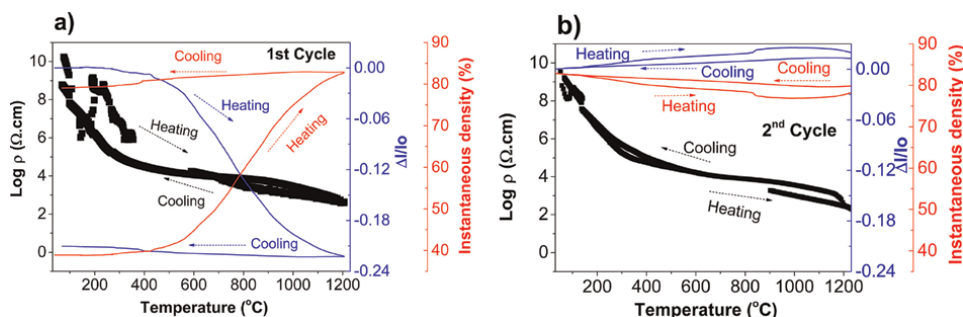 a)
1st Cycle
Cooling
Heating
Heating
Heating
Cooling
Cooling
Log ρ (Ω.cm)
10
8
6
4
2
0
200 400 600 800 1000 1200
Temperature (°C)
0.00
-0.06
-0.12
-0.18
-0.24
Δl/lo
90
80
70
60
50
40
Instantaneous density (%)
b)
Heating
Cooling
Cooling
Heating
2nd Cycle
Cooling
Heating
Log ρ (Ω.cm)
10
8
6
4
2
0
200 400 600 800 1000 1200
Temperature (°C)
0.00
-0.06
-0.12
-0.18
-0.24
Δl/lo
90
80
70
60
50
40
Instantaneous density (%)